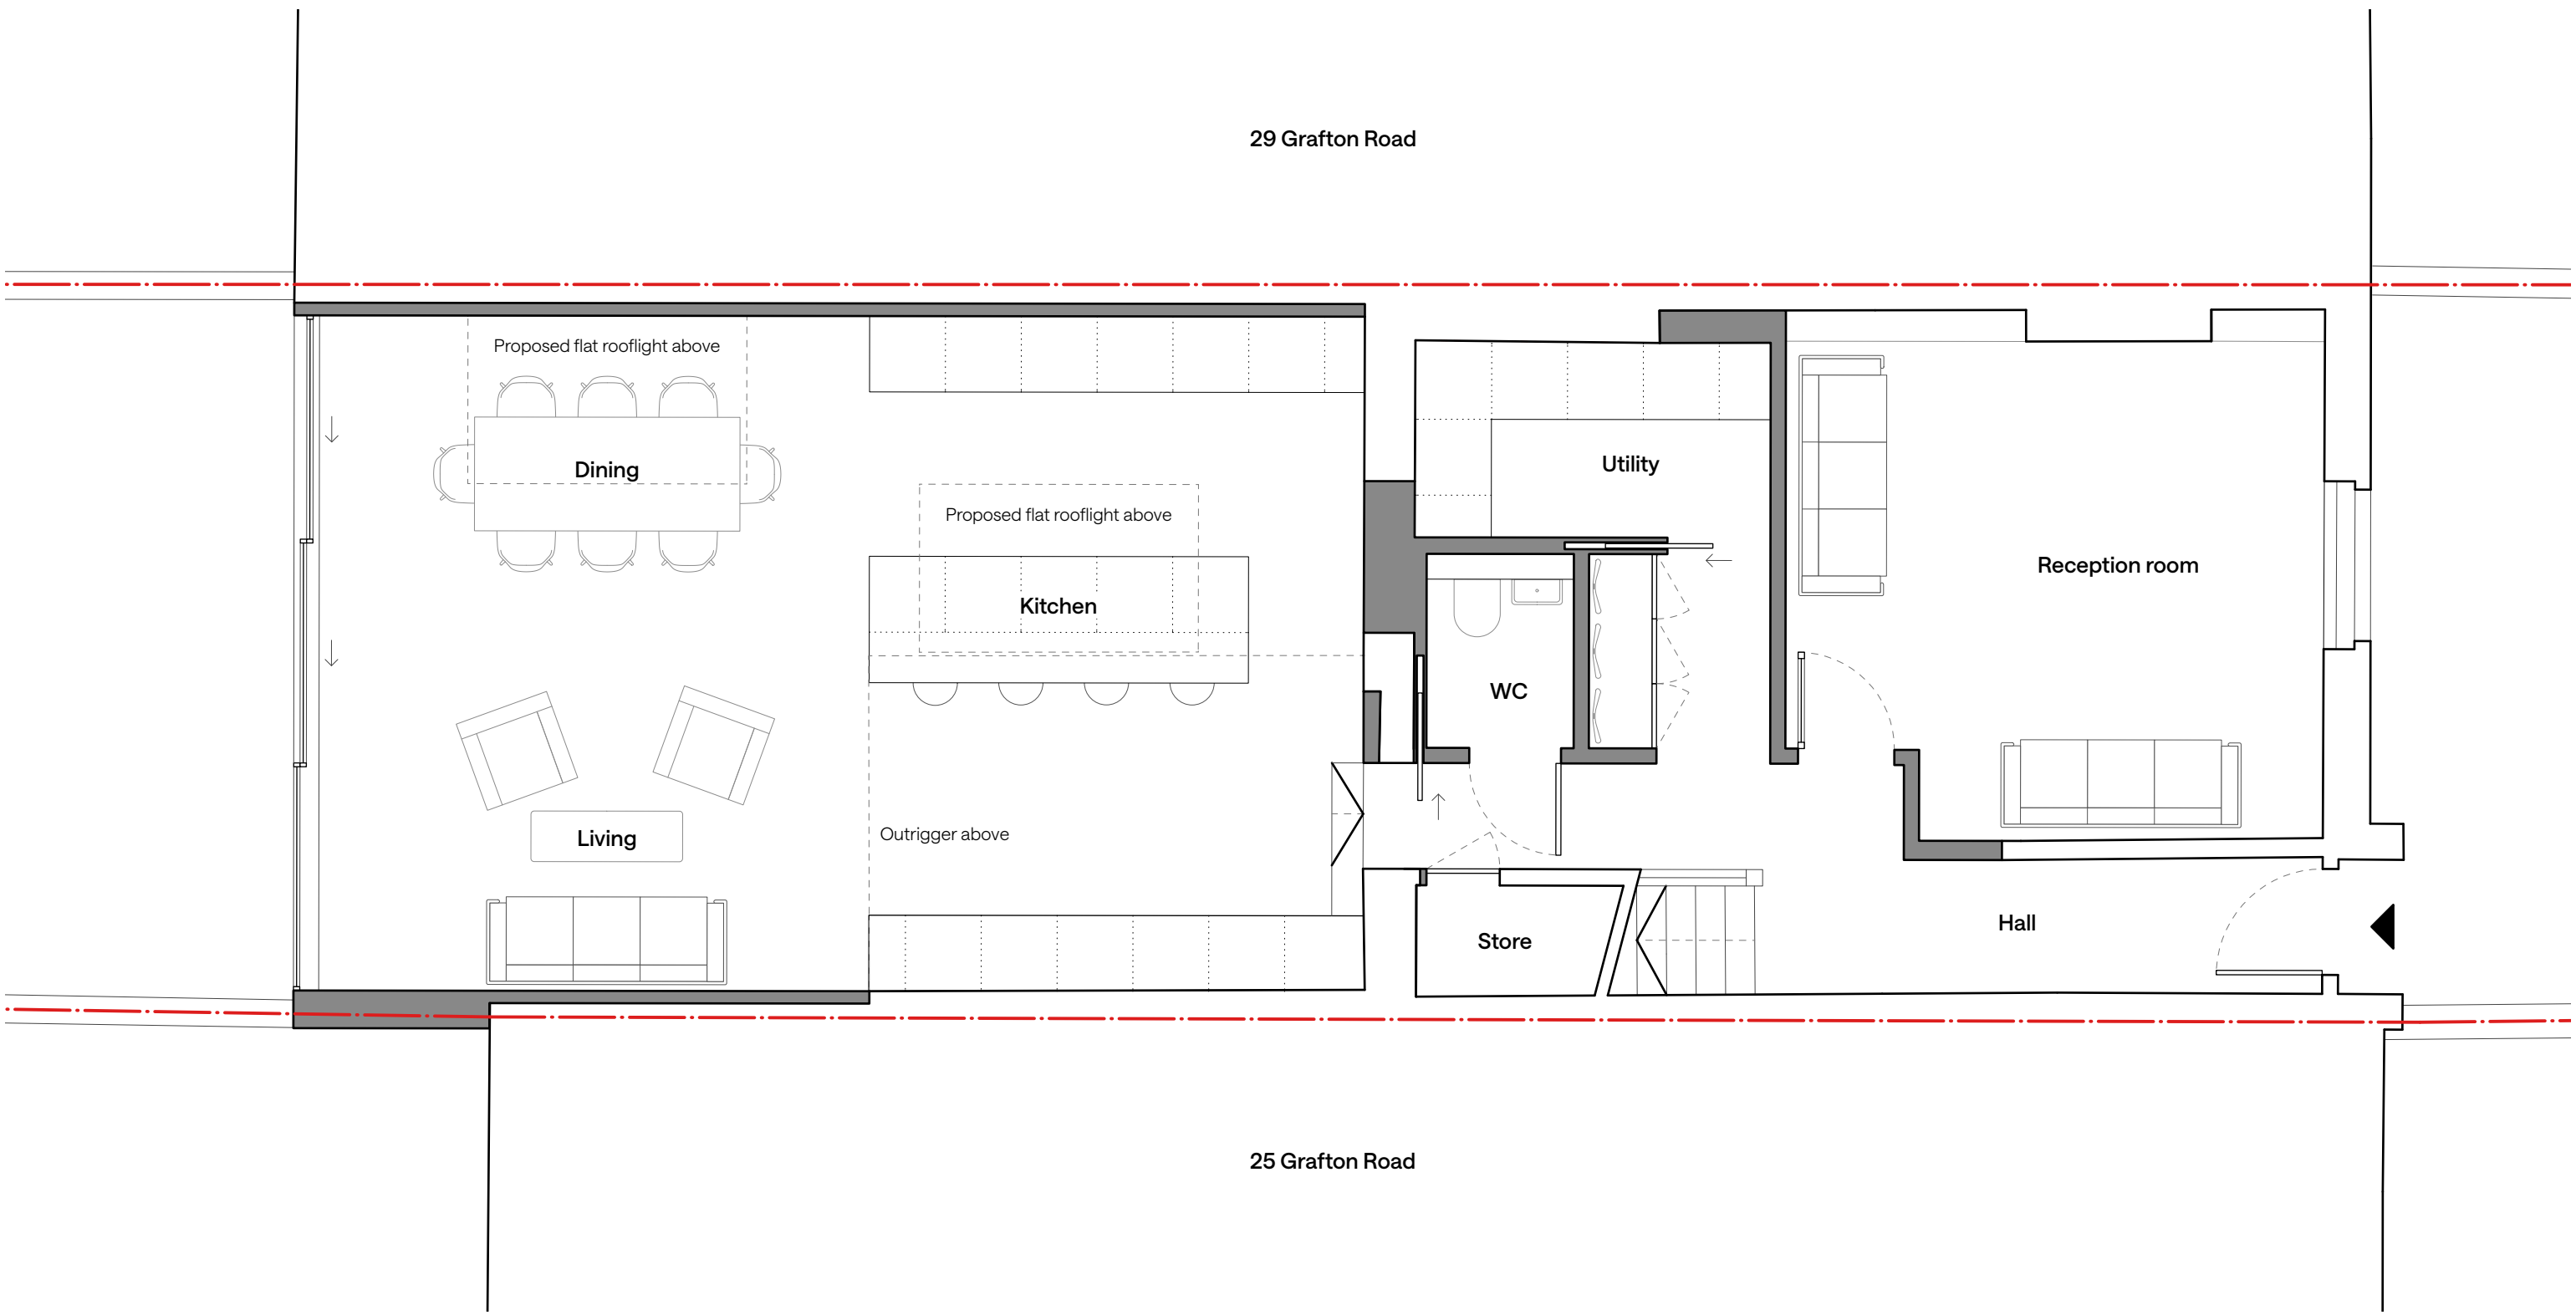 29 Grafton Road
Proposed flat rooflight above
Dining
Utility
Proposed flat rooflight above
Reception room
Kitchen
WC
Outrigger above
Living
Hall
Store
25 Grafton Road